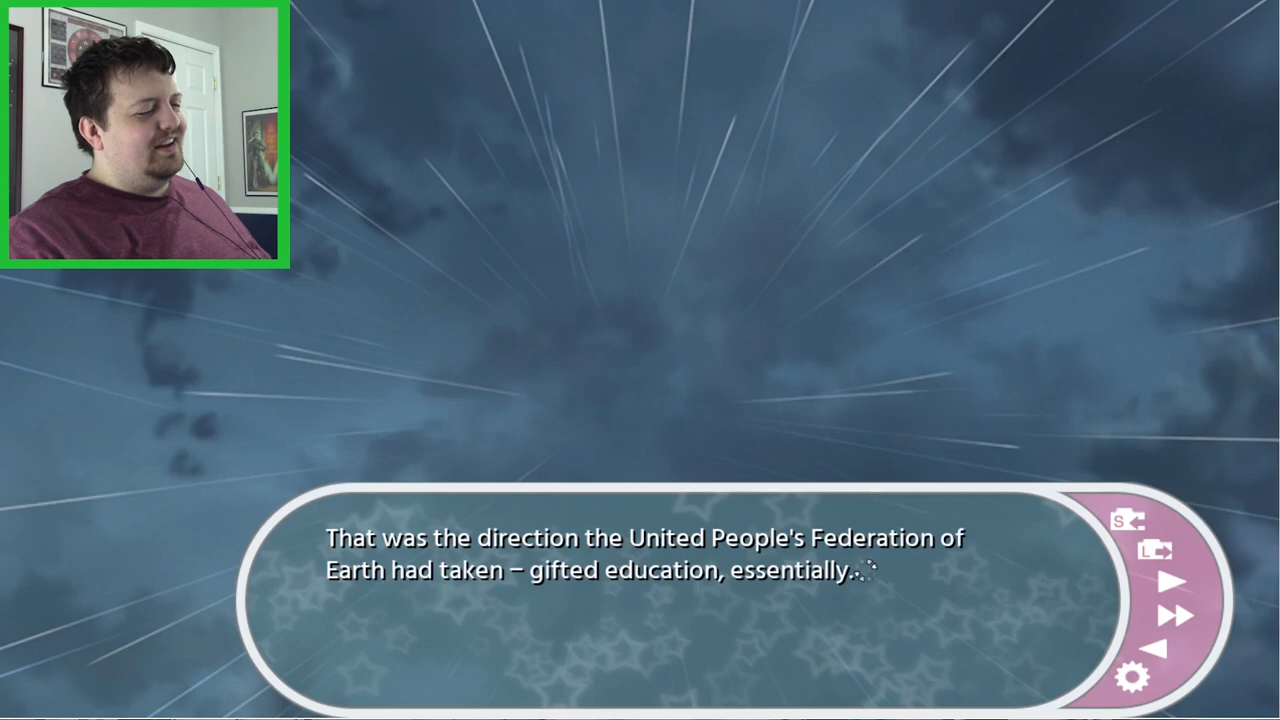 That was the direction the United People's Federation of
Earth had taken – gifted education, essentially.
S
L